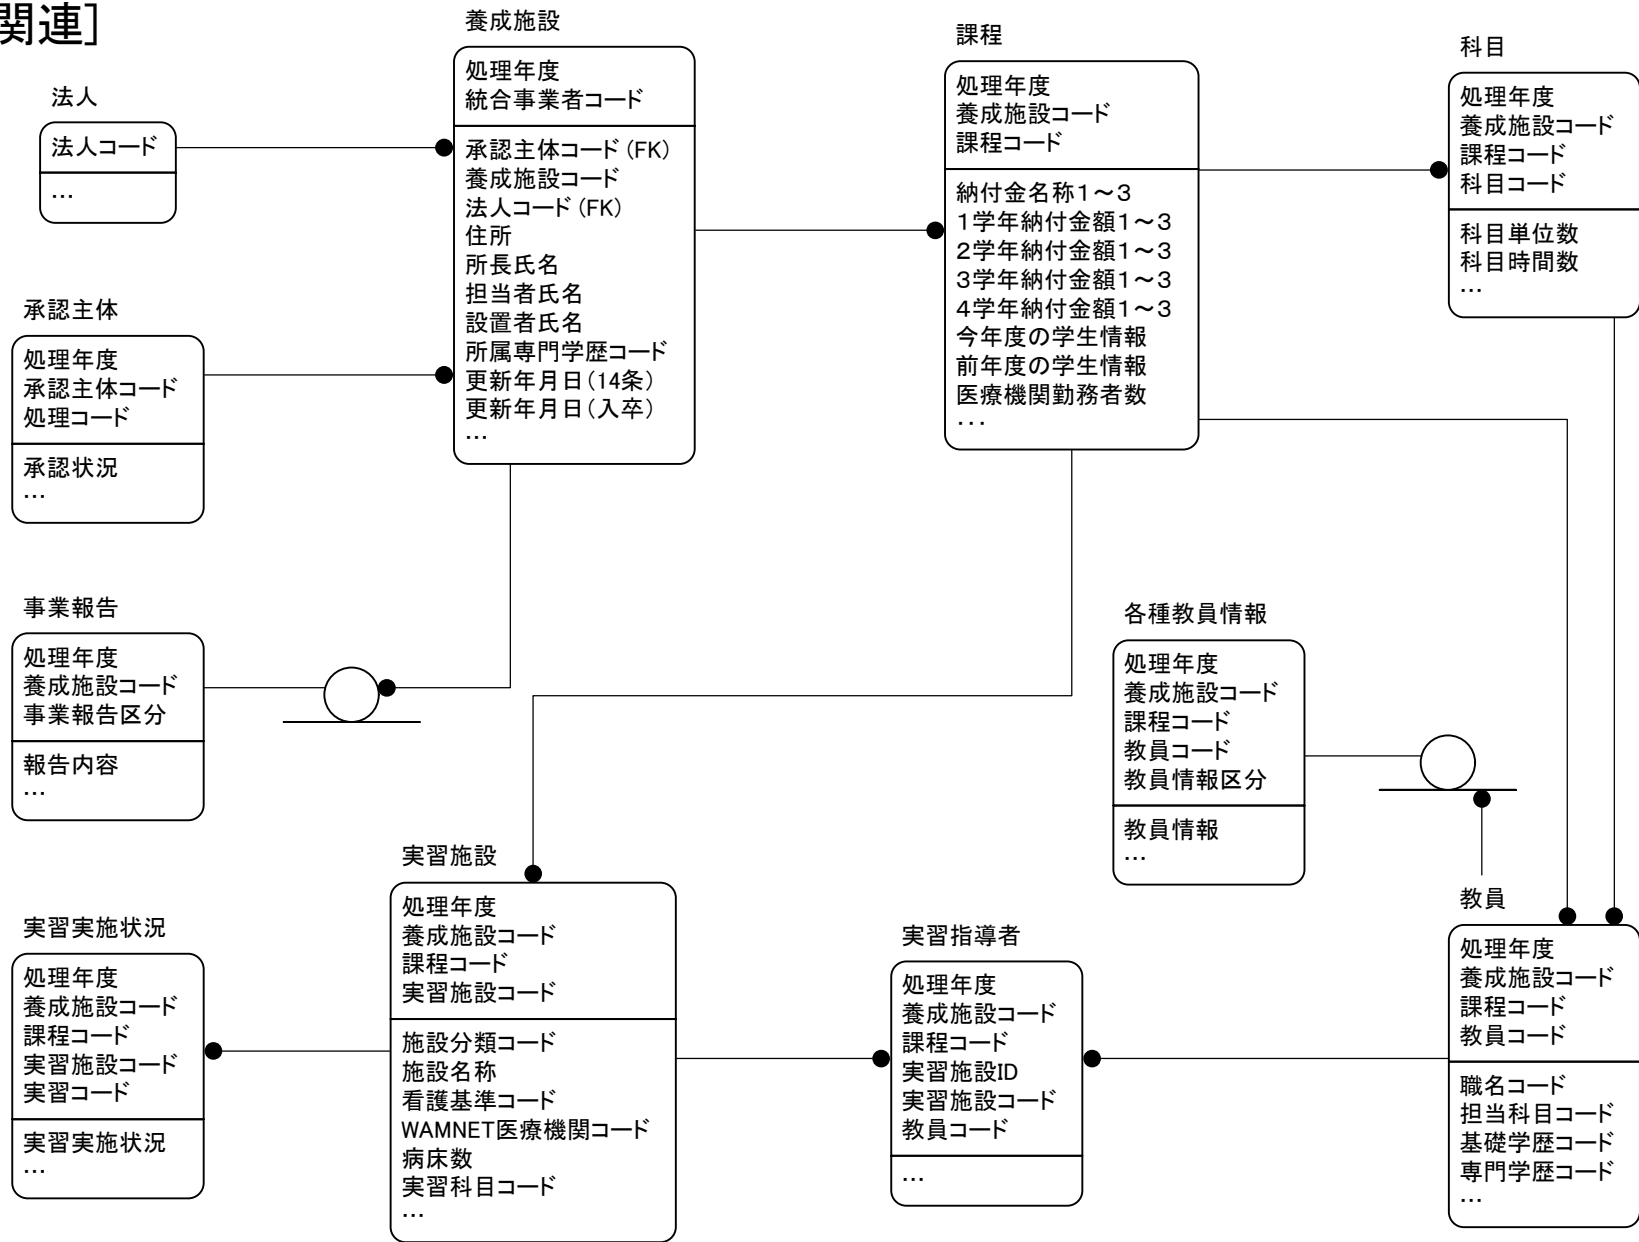 関連]
法人
法人コード
…
承認主体
処理年度
承認主体コード
処理コード
承認状況
…
養成施設
処理年度
統合事業者コード
承認主体コード(FK)
養成施設コード
法人コード(FK)
住所
所長氏名
担当者氏名
設置者氏名
所属専門学歴コード
更新年月日(14条)
更新年月日(入卒)
…
課程
処理年度
養成施設コード
課程コード
納付金名称1～3
1学年納付金額1～3
2学年納付金額1～3
3学年納付金額1～3
4学年納付金額1～3
今年度の学生情報
前年度の学生情報
医療機関勤務者数
・・・
科目
処理年度
養成施設コード
課程コード
科目コード
科目単位数
科目時間数
…
事業報告
処理年度
養成施設コード
事業報告区分
報告内容
…
各種教員情報
処理年度
養成施設コード
課程コード
教員コード
教員情報区分
教員情報
…
実習実施状況
処理年度
養成施設コード
課程コード
実習施設コード
実習コード
実習実施状況
…
実習施設
処理年度
養成施設コード
課程コード
実習施設コード
施設分類コード
施設名称
看護基準コード
WAMNET医療機関コード
病床数
実習科目コード
…
実習指導者
処理年度
養成施設コード
課程コード
実習施設ID
実習施設コード
教員コード
…
教員
処理年度
養成施設コード
課程コード
教員コード
職名コード
担当科目コード
基礎学歴コード
専門学歴コード
…